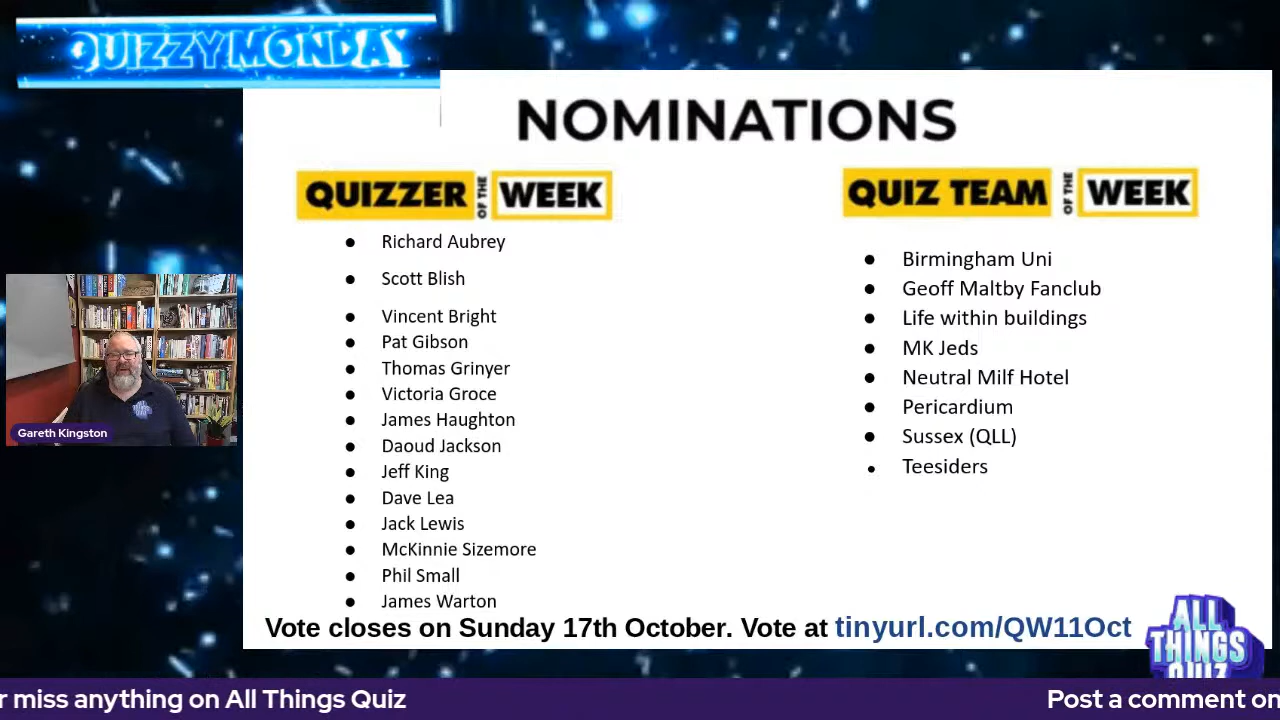 QUIZZY MONDAY
NOMINATIONS
QUIZZER OF THE WEEK
Richard Aubrey
Scott Blish
Vincent Bright
Pat Gibson
Thomas Grinyer
Victoria Groce
James Haughton
Daoud Jackson
Jeff King
Dave Lea
Jack Lewis
McKinnie Sizemore
Phil Small
James Warton
QUIZ TEAM OF THE WEEK
Birmingham Uni
Geoff Maltby Fanclub
Life within buildings
MK Jeds
Neutral Milf Hotel
Pericardium
Sussex (QLL)
Teesiders
Gareth Kingston
Vote closes on Sunday 17th October. Vote at tinyurl.com/QW11Oct
ALL
THINGS
QUIZ
r miss anything on All Things Quiz
Post a comment on